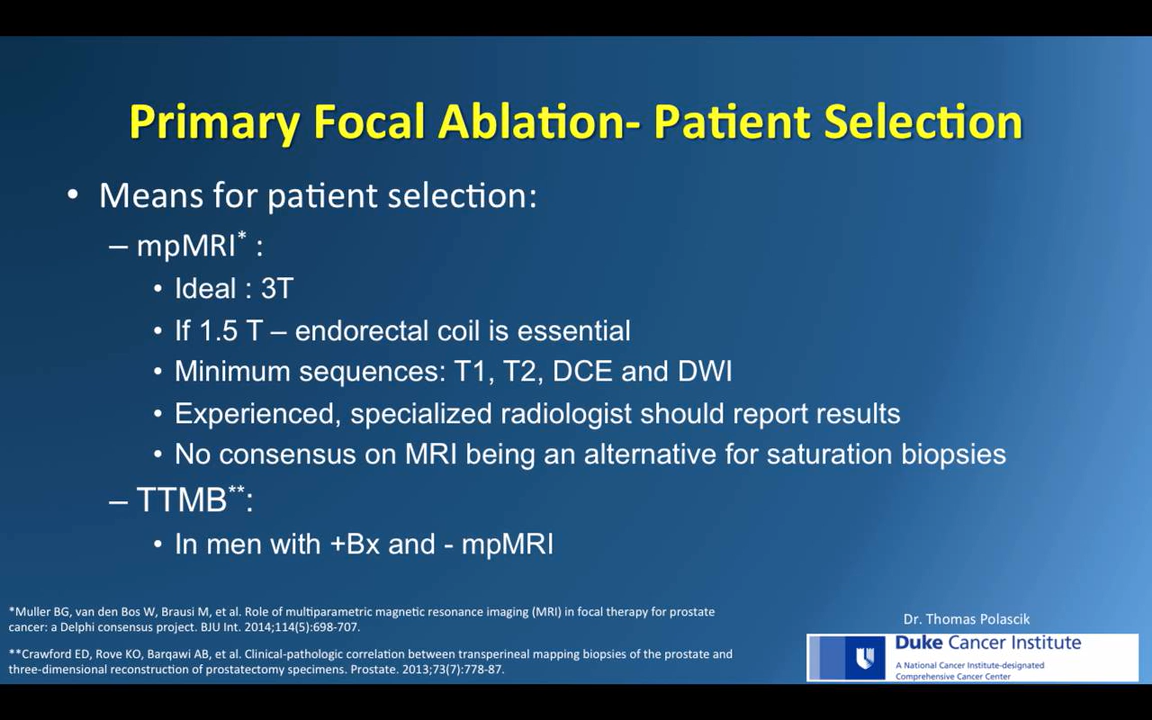 Primary Focal Ablation- Patient Selection
• Means for patient selection:
– mpMRI* :
• Ideal : 3T
• If 1.5 T – endorectal coil is essential
• Minimum sequences: T1, T2, DCE and DWI
• Experienced, specialized radiologist should report results
• No consensus on MRI being an alternative for saturation biopsies
– TTMB**:
• In men with +Bx and - mpMRI
*Muller BG, van den Bos W, Brausi M, et al. Role of multiparametric magnetic resonance imaging (MRI) in focal therapy for prostate
cancer: a Delphi consensus project. BJU Int. 2014;114(5):698-707.
**Crawford ED, Rove KO, Barqawi AB, et al. Clinical-pathologic correlation between transperineal mapping biopsies of the prostate and
three-dimensional reconstruction of prostatectomy specimens. Prostate. 2013;73(7):778-87.
Dr. Thomas Polascik
Duke Cancer Institute
A National Cancer Institute-designated
Comprehensive Cancer Center